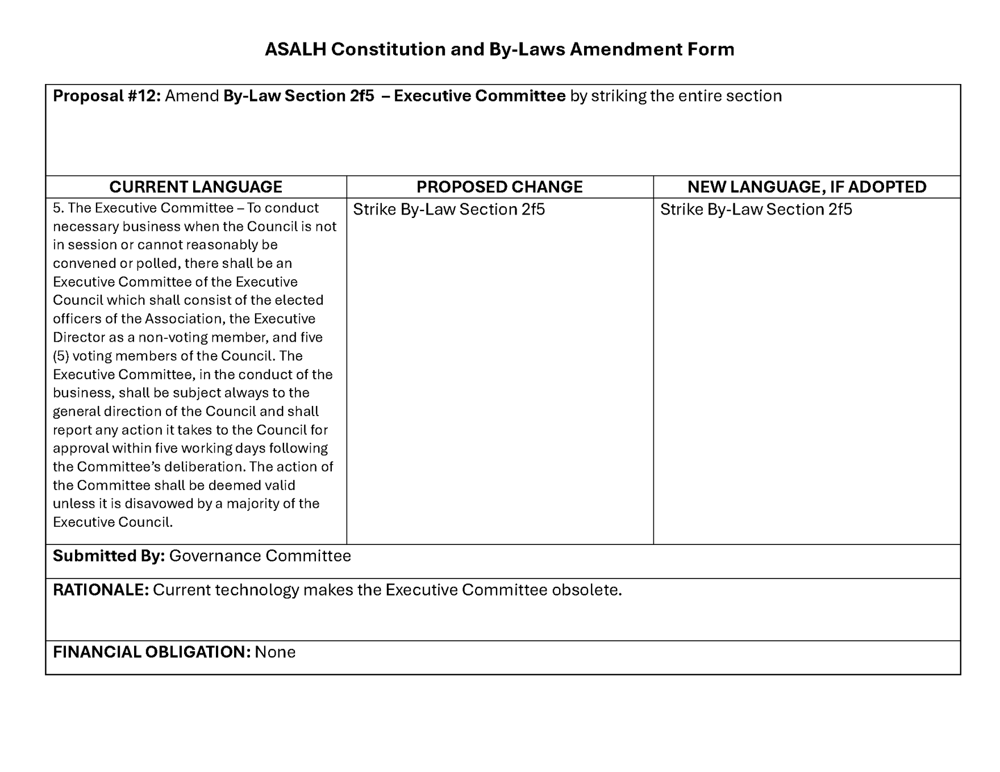 ASALH Constitution and By-Laws Amendment Form
Proposal #12: Amend By-Law Section 2f5 – Executive Committee by striking the entire section
CURRENT LANGUAGE
PROPOSED CHANGE
NEW LANGUAGE, IF ADOPTED
5. The Executive Committee – To conduct
necessary business when the Council is not
in session or cannot reasonably be
convened or polled, there shall be an
Executive Committee of the Executive
Council which shall consist of the elected
officers of the Association, the Executive
Director as a non-voting member, and five
(5) voting members of the Council. The
Executive Committee, in the conduct of the
business, shall be subject always to the
general direction of the Council and shall
report any action it takes to the Council for
approval within five working days following
the Committee’s deliberation. The action of
the Committee shall be deemed valid
unless it is disavowed by a majority of the
Executive Council.
Strike By-Law Section 2f5
Strike By-Law Section 2f5
Submitted By: Governance Committee
RATIONALE: Current technology makes the Executive Committee obsolete.
FINANCIAL OBLIGATION: None